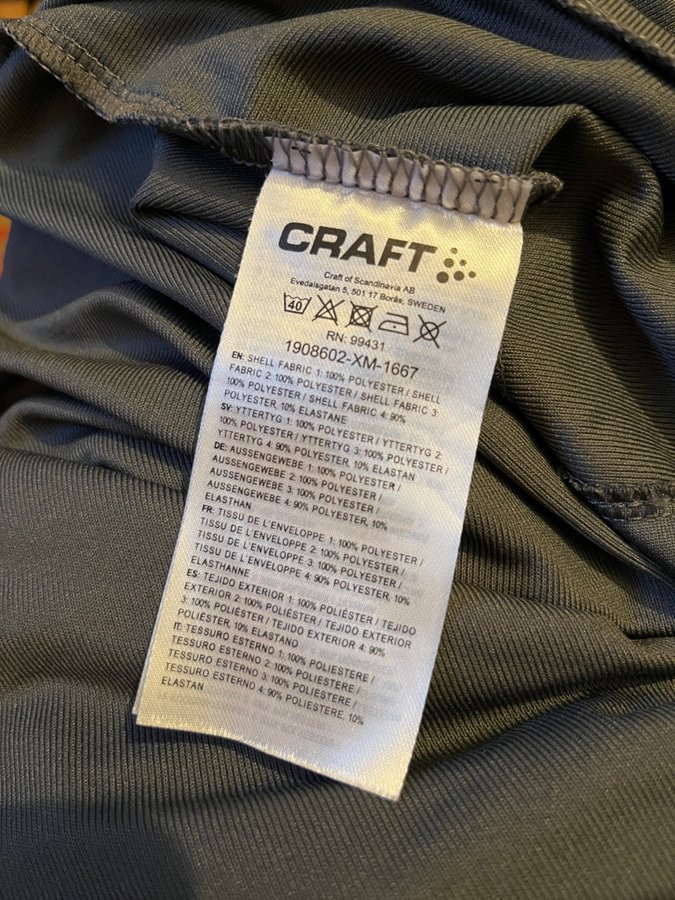 CRAFT
Craft of Scandinavia AB
Evedalsgatan 5, 501 17 Borås, SWEDEN
40
RN: 99431
1908602-XM-1667
EN: SHELL FABRIC 1: 100% POLYESTER / SHELL
FABRIC 2: 100% POLYESTER / SHELL FABRIC 3:
100% POLYESTER / SHELL FABRIC 4: 90%
POLYESTER, 10% ELASTANE
SV: YTTERTYG 1: 100% POLYESTER / YTTERTYG 2:
100% POLYESTER / YTTERTYG 3: 100% POLYESTER /
YTTERTYG 4: 90% POLYESTER, 10% ELASTAN
DE: AUSSENGEWEBE 1: 100% POLYESTER /
AUSSENGEWEBE 2: 100% POLYESTER /
AUSSENGEWEBE 3: 100% POLYESTER /
AUSSENGEWEBE 4: 90% POLYESTER, 10%
ELASTHAN
FR: TISSU DE L'ENVELOPPE 1: 100% POLYESTER /
TISSU DE L'ENVELOPPE 2: 100% POLYESTER /
TISSU DE L'ENVELOPPE 3: 100% POLYESTER /
TISSU DE L'ENVELOPPE 4: 90% POLYESTER, 10%
ELASTHANNE
ES: TEJIDO EXTERIOR 1: 100% POLIÉSTER / TEJIDO
EXTERIOR 2: 100% POLIÉSTER / TEJIDO EXTERIOR
3: 100% POLIÉSTER / TEJIDO EXTERIOR 4: 90%
POLIÉSTER, 10% ELASTANO
IT: TESSURO ESTERNO 1: 100% POLIESTERE /
TESSURO ESTERNO 2: 100% POLIESTERE /
TESSURO ESTERNO 3: 100% POLIESTERE /
TESSURO ESTERNO 4: 90% POLIESTERE, 10%
ELASTAN